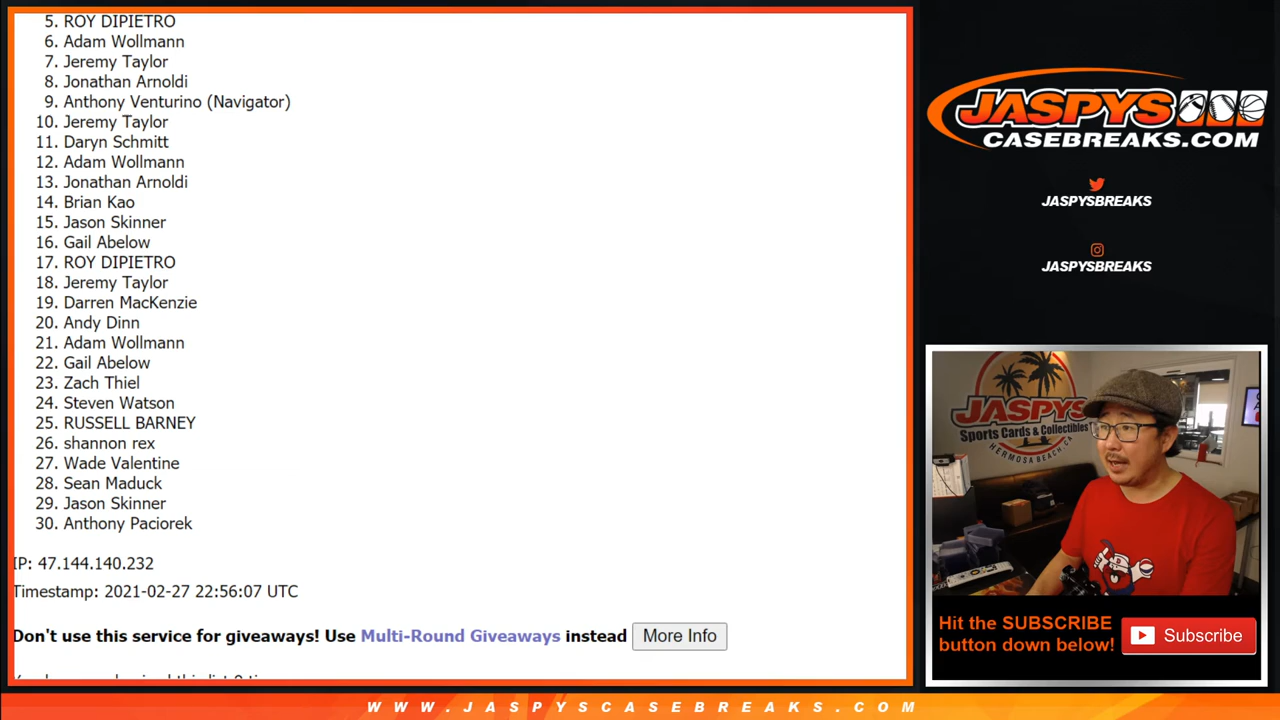 5. ROY DIPIETRO
6. Adam Wollmann
7. Jeremy Taylor
8. Jonathan Arnoldi
9. Anthony Venturino (Navigator)
10. Jeremy Taylor
11. Daryn Schmitt
12. Adam Wollmann
13. Jonathan Arnoldi
14. Brian Kao
15. Jason Skinner
16. Gail Abelow
17. ROY DIPIETRO
18. Jeremy Taylor
19. Darren MacKenzie
20. Andy Dinn
21. Adam Wollmann
22. Gail Abelow
23. Zach Thiel
24. Steven Watson
25. RUSSELL BARNEY
26. shannon rex
27. Wade Valentine
28. Sean Maduck
29. Jason Skinner
30. Anthony Paciorek
IP: 47.144.140.232
Timestamp: 2021-02-27 22:56:07 UTC
Don't use this service for giveaways! Use Multi-Round Giveaways instead More Info
JASPYS
CASEBREAKS.COM
JASPYSBREAKS
JASPYSBREAKS
JASPYS
Sports Cards & Collectibles
HERMOSA BEACH, CA
Hit the SUBSCRIBE
button down below!
Subscribe
WWW.JASPYSCASEBREAKS.COM